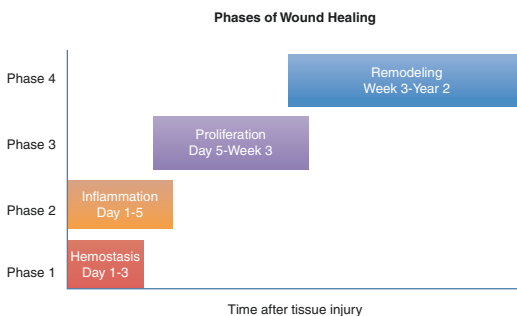 Phases of Wound Healing
Phase 4
Remodeling
Week 3-Year 2
Phase 3
Proliferation
Day 5-Week 3
Phase 2
Inflammation
Day 1-5
Phase 1
Hemostasis
Day 1-3
Time after tissue injury